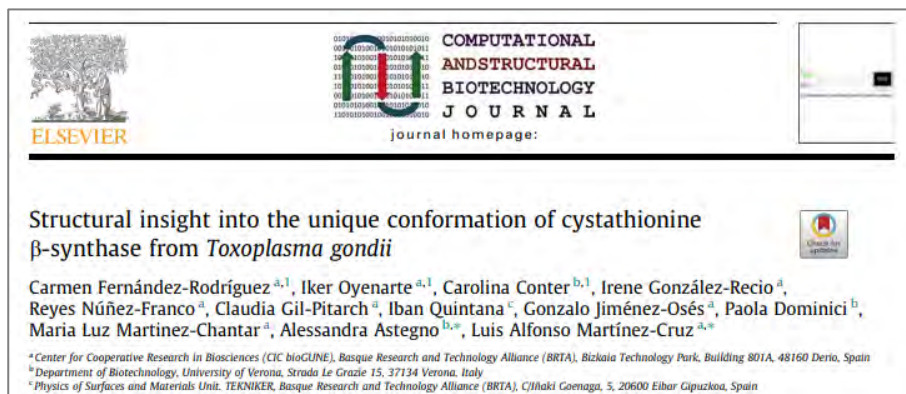 ELSEVIER
COMPUTATIONAL
ANDSTRUCTURAL
BIOTECHNOLOGY
JOURNAL
journal homepage:
Structural insight into the unique conformation of cystathionine
β-synthase from Toxoplasma gondii
Check for
updates
Carmen Fernández-Rodríguez a,1, Iker Oyenarte a,1, Carolina Conter b,1, Irene González-Recio a,
Reyes Núñez-Franco a, Claudia Gil-Pitarch a, Iban Quintana c, Gonzalo Jiménez-Osés a, Paola Dominici b,
Maria Luz Martinez-Chantar a, Alessandra Astegno b,*, Luis Alfonso Martínez-Cruz a,*
a Center for Cooperative Research in Biosciences (CIC bioGUNE), Basque Research and Technology Alliance (BRTA), Bizkaia Technology Park, Building 801A, 48160 Derio, Spain
b Department of Biotechnology, University of Verona, Strada Le Grazie 15, 37134 Verona, Italy
c Physics of Surfaces and Materials Unit. TEKNIKER, Basque Research and Technology Alliance (BRTA), C/Iñaki Goenaga, 5, 20600 Eibar Gipuzkoa, Spain